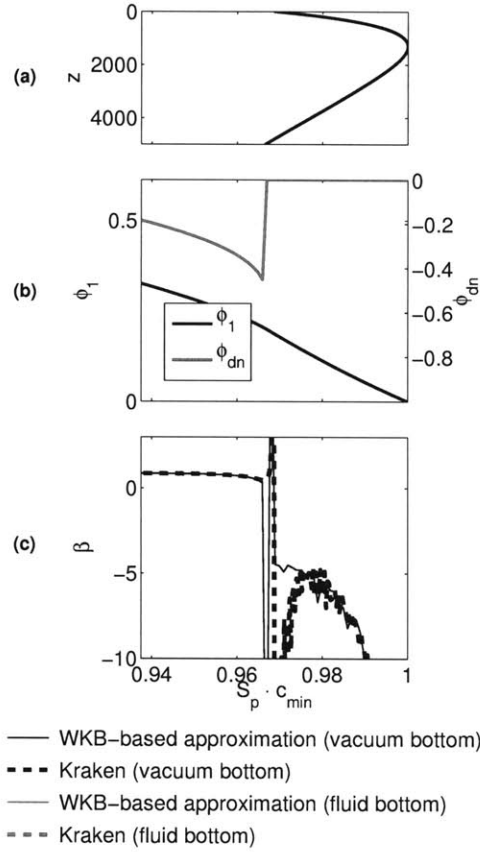 0
(a)
z
2000
4000
0.5
0
(b)
ϕ1
0
−0.2
−0.4
−0.6
−0.8
ϕdn
ϕ1
ϕdn
0
(c)
β
−5
−10
0.94
0.96
0.98
1
Sp · cmin
WKB−based approximation (vacuum bottom)
Kraken (vacuum bottom)
WKB−based approximation (fluid bottom)
Kraken (fluid bottom)